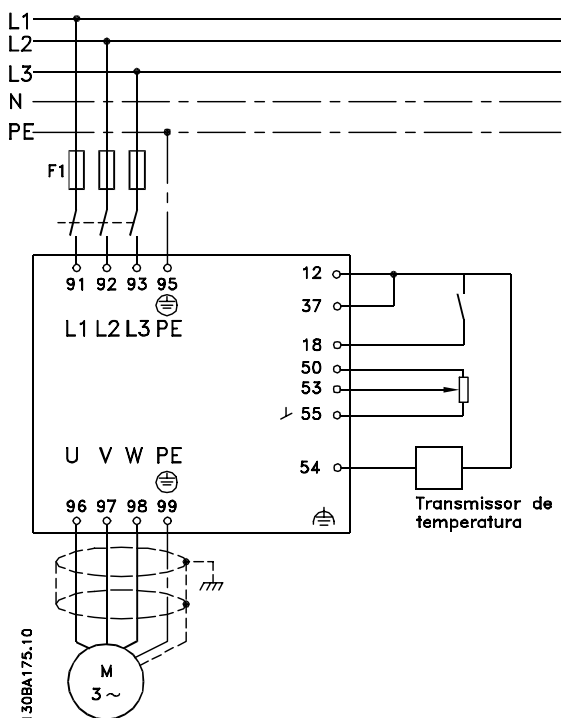 L1
L2
L3
N
PE
F1
91 92 93 95
L1 L2 L3 PE
12
37
18
50
53
55
54
U V W PE
96 97 98 99
Transmissor de
temperatura
M
3 ~
130BA175.10